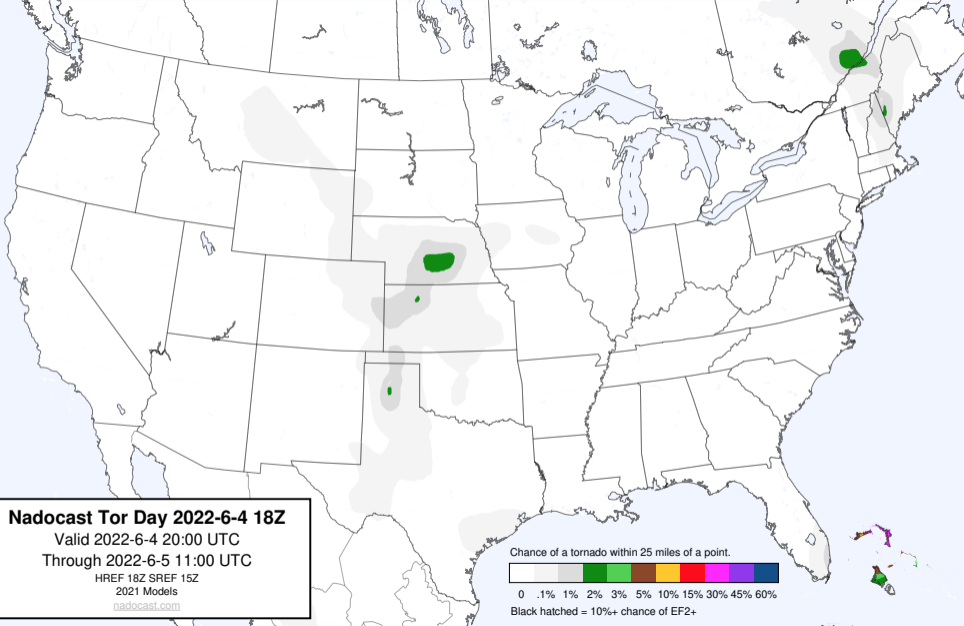 Nadocast Tor Day 2022-6-4 18Z
Valid 2022-6-4 20:00 UTC
Through 2022-6-5 11:00 UTC
HREF 18Z SREF 15Z
2021 Models
nadocast.com
Chance of a tornado within 25 miles of a point.
0 .1% 1% 2% 3% 5% 10% 15% 30% 45% 60%
Black hatched = 10%+ chance of EF2+